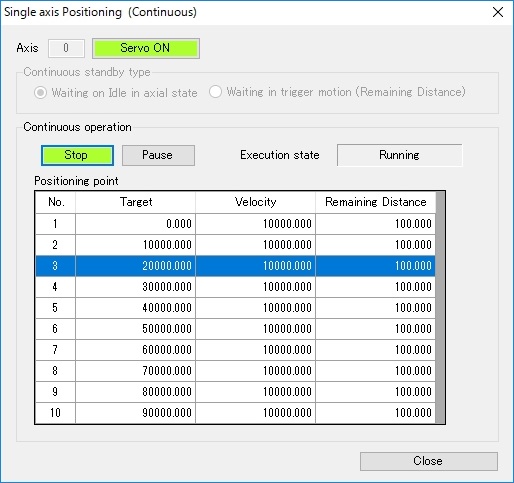 Single axis Positioning (Continuous)
Axis 0 Servo ON
Continuous standby type
Waiting on Idle in axial state Waiting in trigger motion (Remaining Distance)
Continuous operation
Stop Pause Execution state Running
Positioning point
No. Target Velocity Remaining Distance
1 0.000 10000.000 100.000
2 10000.000 10000.000 100.000
3 20000.000 10000.000 100.000
4 30000.000 10000.000 100.000
5 40000.000 10000.000 100.000
6 50000.000 10000.000 100.000
7 60000.000 10000.000 100.000
8 70000.000 10000.000 100.000
9 80000.000 10000.000 100.000
10 90000.000 10000.000 100.000
Close